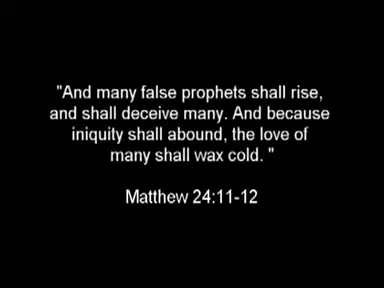 "And many false prophets shall rise,
and shall deceive many. And because
iniquity shall abound, the love of
many shall wax cold. "
Matthew 24:11-12